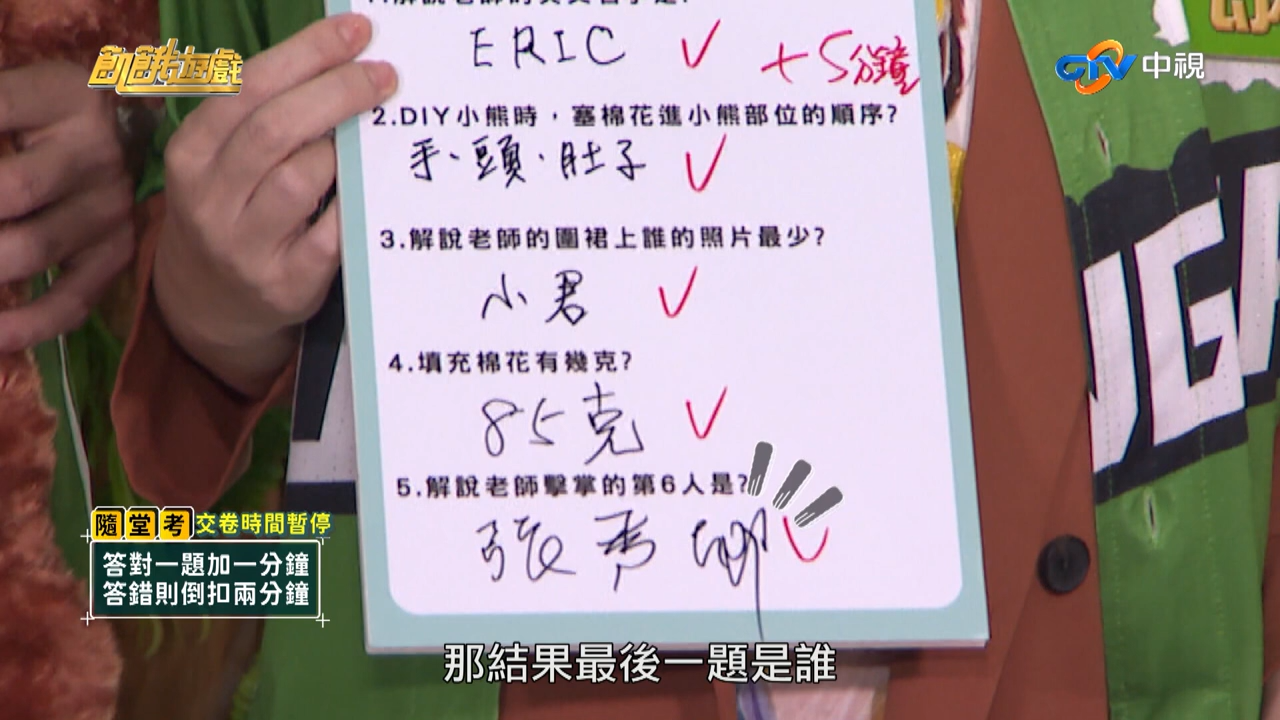 飢餓遊戲
CTV中視
ERIC
+5分鐘
2.DIY小熊時，塞棉花進小熊部位的順序?
手、頭、肚子
3.解說老師的圍裙上誰的照片最少?
小君
4.填充棉花有幾克?
85克
5.解說老師擊掌的第6人是?
張秀卿
隨堂考 交卷時間暫停
答對一題加一分鐘
答錯則倒扣兩分鐘
那結果最後一題是誰